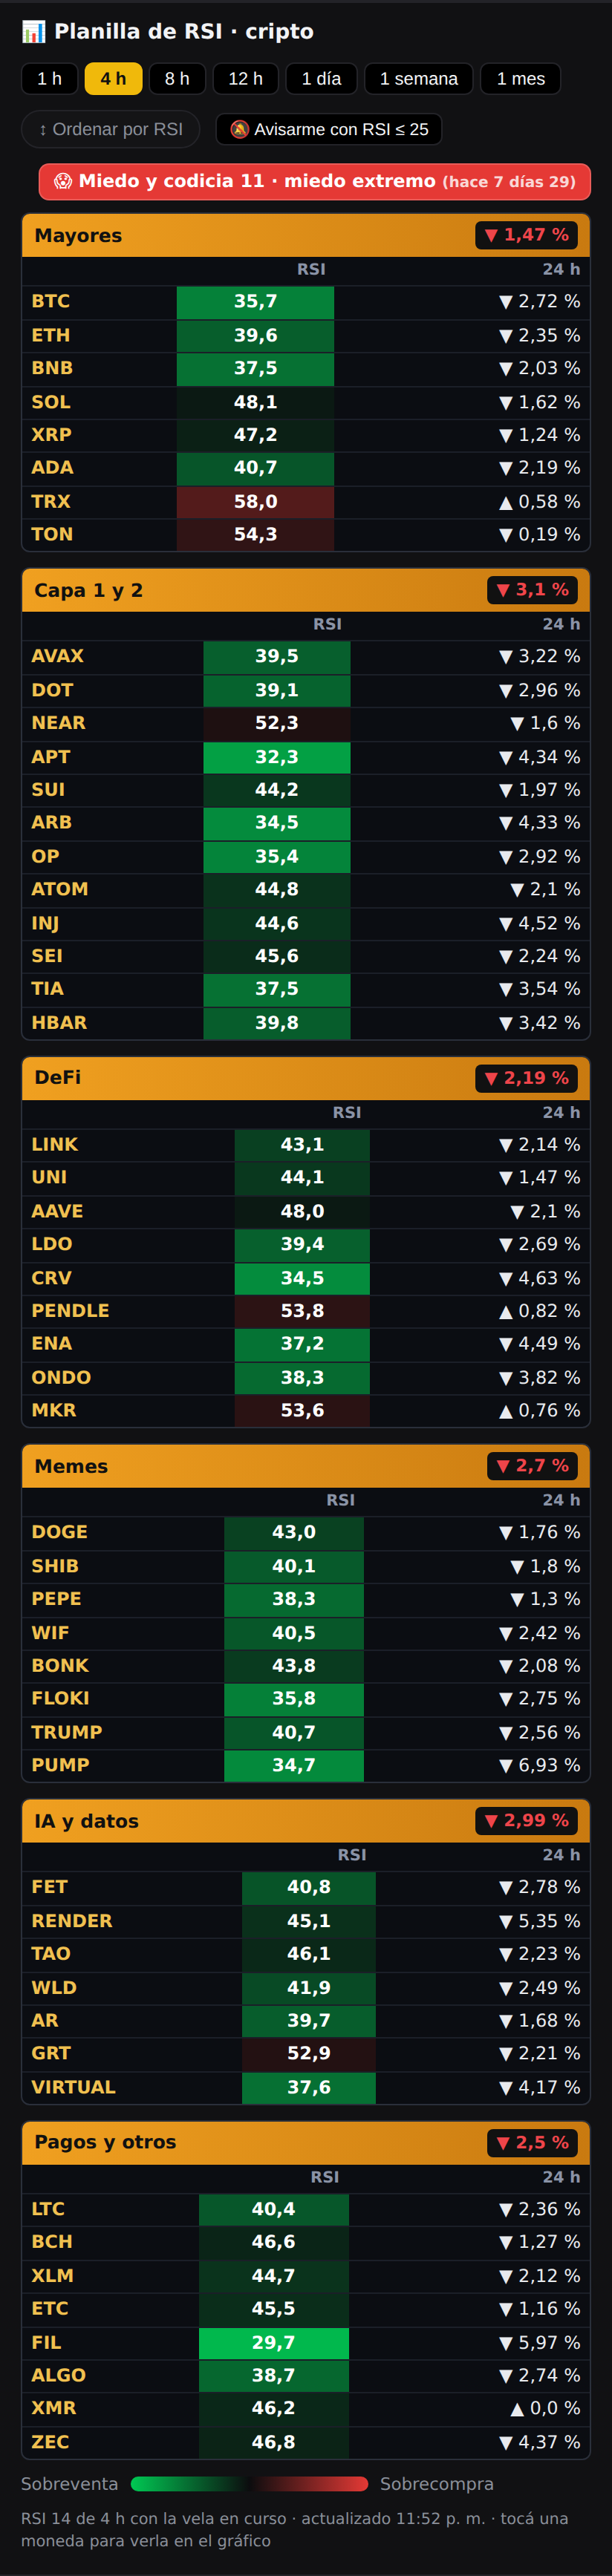 📊 Planilla de RSI · cripto
1 h 4 h 8 h 12 h 1 día 1 semana 1 mes
↕ Ordenar por RSI 🔕 Avisarme con RSI ≤ 25
😱 Miedo y codicia 11 · miedo extremo (hace 7 días 29)
Mayores ▼ 1,47 %
RSI 24 h
BTC 35,7 ▼ 2,72 %
ETH 39,6 ▼ 2,35 %
BNB 37,5 ▼ 2,03 %
SOL 48,1 ▼ 1,62 %
XRP 47,2 ▼ 1,24 %
ADA 40,7 ▼ 2,19 %
TRX 58,0 ▲ 0,58 %
TON 54,3 ▼ 0,19 %
Capa 1 y 2 ▼ 3,1 %
RSI 24 h
AVAX 39,5 ▼ 3,22 %
DOT 39,1 ▼ 2,96 %
NEAR 52,3 ▼ 1,6 %
APT 32,3 ▼ 4,34 %
SUI 44,2 ▼ 1,97 %
ARB 34,5 ▼ 4,33 %
OP 35,4 ▼ 2,92 %
ATOM 44,8 ▼ 2,1 %
INJ 44,6 ▼ 4,52 %
SEI 45,6 ▼ 2,24 %
TIA 37,5 ▼ 3,54 %
HBAR 39,8 ▼ 3,42 %
DeFi ▼ 2,19 %
RSI 24 h
LINK 43,1 ▼ 2,14 %
UNI 44,1 ▼ 1,47 %
AAVE 48,0 ▼ 2,1 %
LDO 39,4 ▼ 2,69 %
CRV 34,5 ▼ 4,63 %
PENDLE 53,8 ▲ 0,82 %
ENA 37,2 ▼ 4,49 %
ONDO 38,3 ▼ 3,82 %
MKR 53,6 ▲ 0,76 %
Memes ▼ 2,7 %
RSI 24 h
DOGE 43,0 ▼ 1,76 %
SHIB 40,1 ▼ 1,8 %
PEPE 38,3 ▼ 1,3 %
WIF 40,5 ▼ 2,42 %
BONK 43,8 ▼ 2,08 %
FLOKI 35,8 ▼ 2,75 %
TRUMP 40,7 ▼ 2,56 %
PUMP 34,7 ▼ 6,93 %
IA y datos ▼ 2,99 %
RSI 24 h
FET 40,8 ▼ 2,78 %
RENDER 45,1 ▼ 5,35 %
TAO 46,1 ▼ 2,23 %
WLD 41,9 ▼ 2,49 %
AR 39,7 ▼ 1,68 %
GRT 52,9 ▼ 2,21 %
VIRTUAL 37,6 ▼ 4,17 %
Pagos y otros ▼ 2,5 %
RSI 24 h
LTC 40,4 ▼ 2,36 %
BCH 46,6 ▼ 1,27 %
XLM 44,7 ▼ 2,12 %
ETC 45,5 ▼ 1,16 %
FIL 29,7 ▼ 5,97 %
ALGO 38,7 ▼ 2,74 %
XMR 46,2 ▲ 0,0 %
ZEC 46,8 ▼ 4,37 %
Sobreventa Sobrecompra
RSI 14 de 4 h con la vela en curso · actualizado 11:52 p. m. · tocá una
moneda para verla en el gráfico